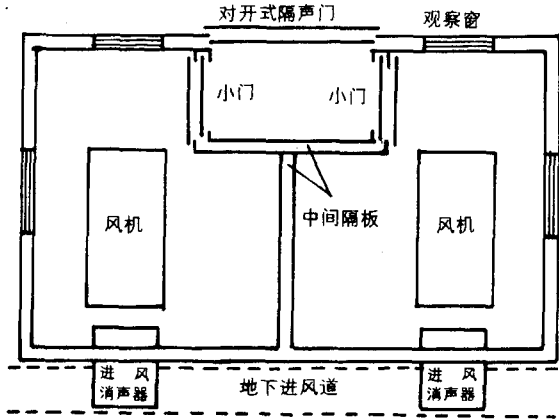 对开式隔声门
观察窗
小门
小门
中间隔板
风机
风机
进 风
消声器
地下进风道
进 风
消声器